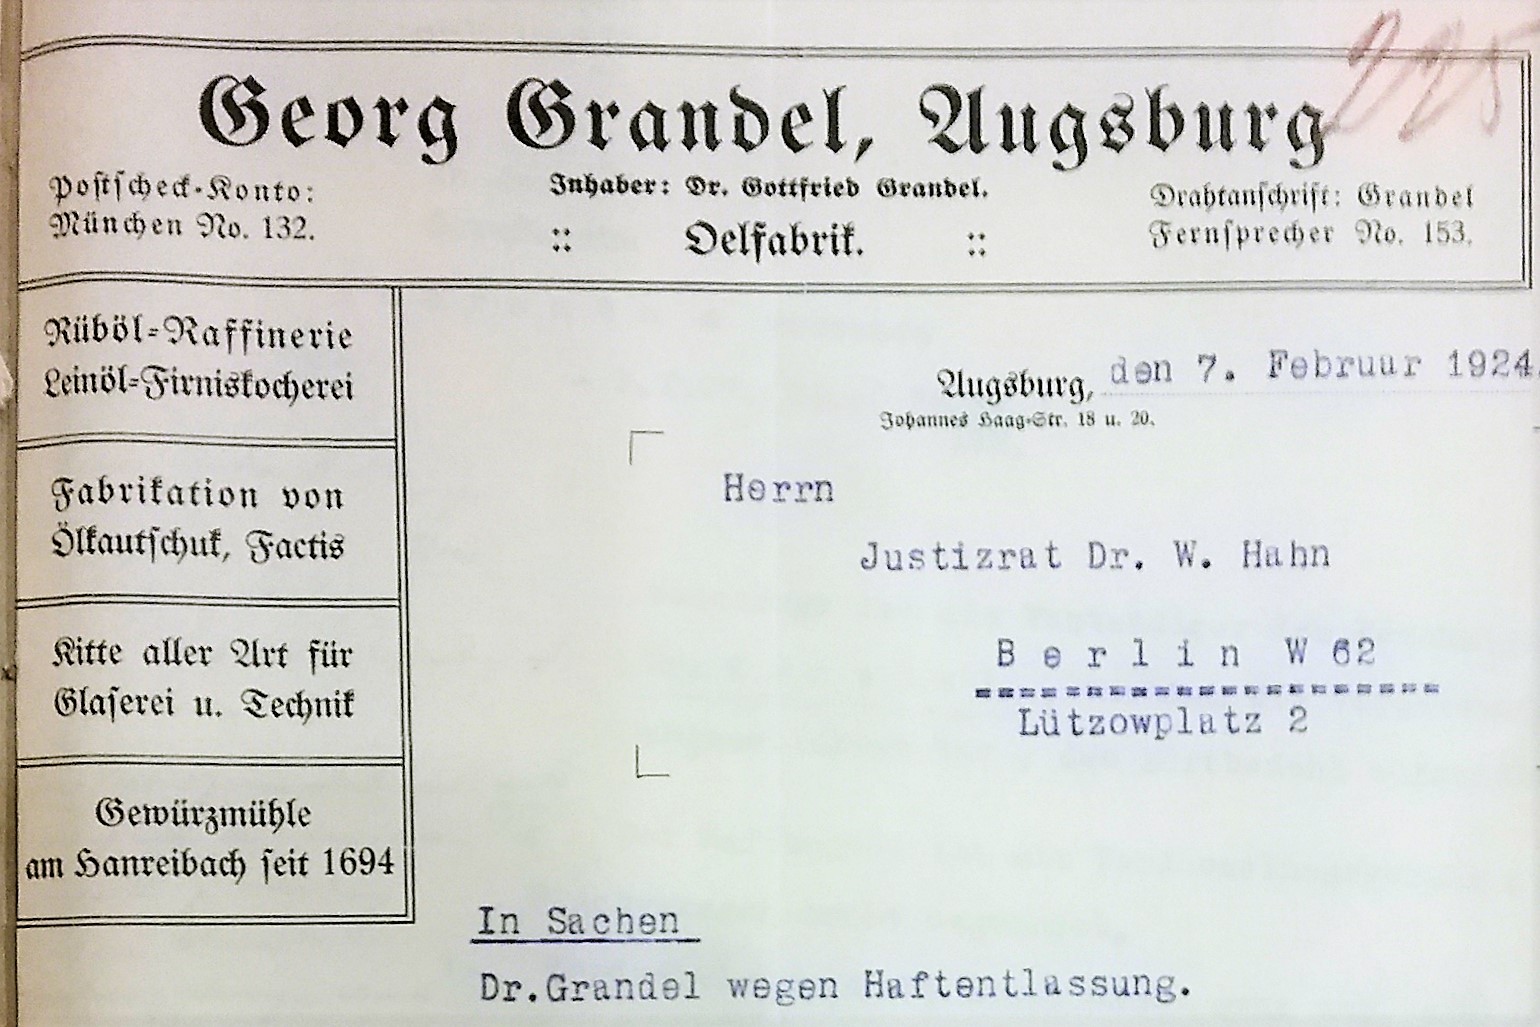 225
Georg Grandel, Augsburg
Postscheck-Konto:
München No. 132.
Inhaber: Dr. Gottfried Grandel.
:: Oelfabrik. ::
Drahtanschrift: Grandel
Fernsprecher No. 153.
Rüböl-Raffinerie
Leinöl-Firniskocherei
Fabrikation von
Ölkautschuk, Factis
Kitte aller Art für
Glaserei u. Technik
Gewürzmühle
am Hanreibach seit 1694
Augsburg, den 7. Februur 1924.
Johannes Haag-Str. 18 u. 20.
Herrn
Justizrat Dr. W. Hahn
B e r l i n W 62
Lützowplatz 2
In Sachen
Dr.Grandel wegen Haftentlassung.